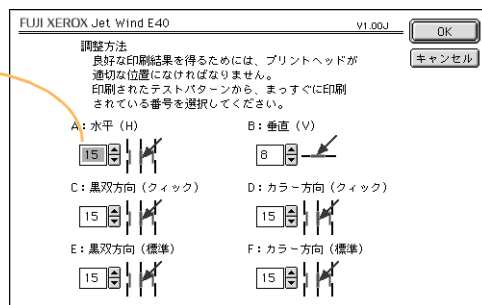 FUJI XEROX Jet Wind E40
V1.00J
OK
キャンセル
調整方法
良好な印刷結果を得るためには、プリントヘッドが
適切な位置になければなりません。
印刷されたテストパターンから、まっすぐに印刷
されている番号を選択してください。
A：水平（H）
B：垂直（V）
15
8
C：黒双方向（クィック）
D：カラー方向（クィック）
15
15
E：黒双方向（標準）
F：カラー方向（標準）
15
15